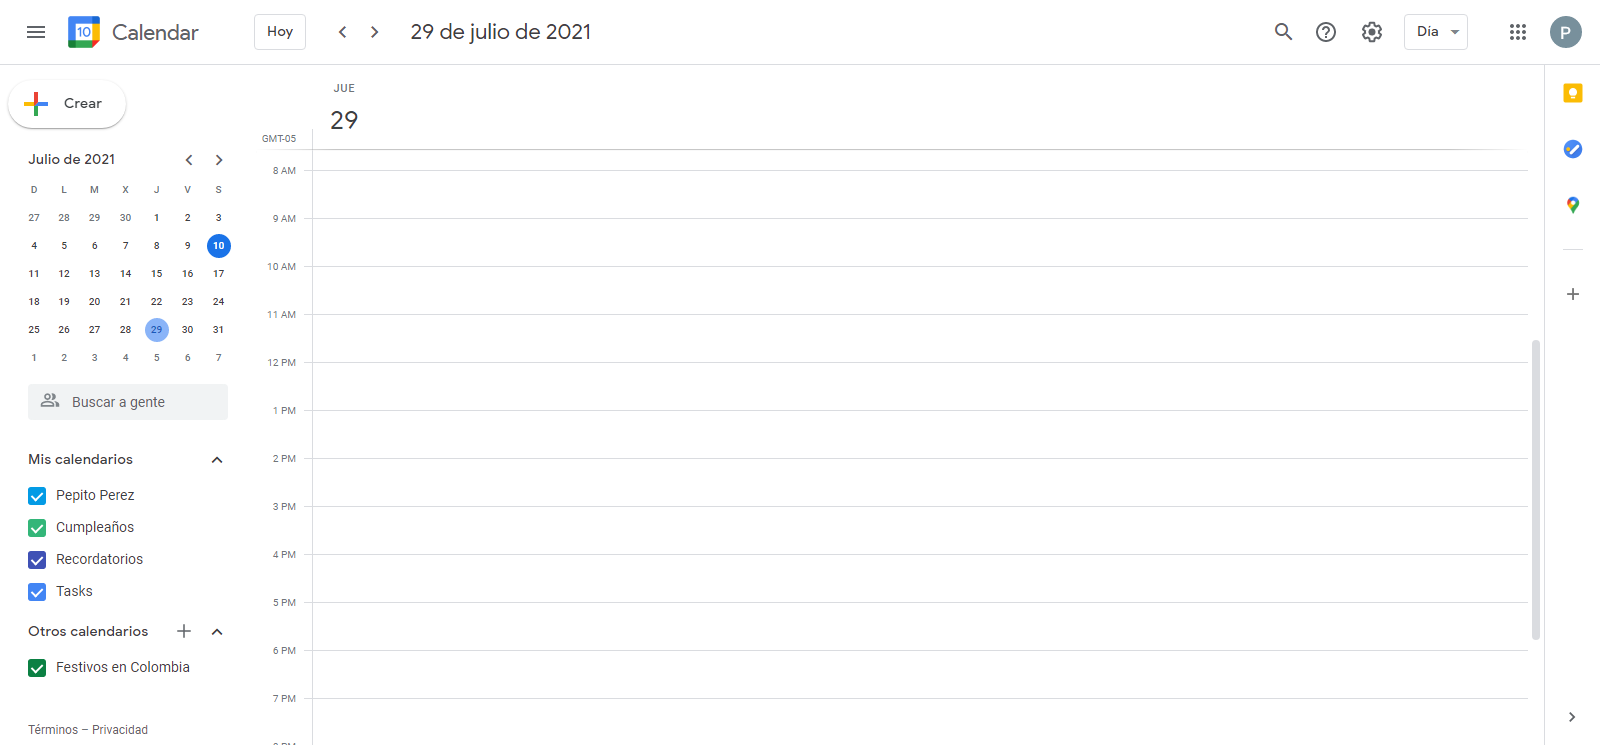 10 Calendar Hoy 29 de julio de 2021 Día P
Crear
Julio de 2021
D L M X J V S
27 28 29 30 1 2 3
4 5 6 7 8 9 10
11 12 13 14 15 16 17
18 19 20 21 22 23 24
25 26 27 28 29 30 31
1 2 3 4 5 6 7
Buscar a gente
Mis calendarios
Pepito Perez
Cumpleaños
Recordatorios
Tasks
Otros calendarios
Festivos en Colombia
Términos – Privacidad
JUE
29
GMT-05
8 AM
9 AM
10 AM
11 AM
12 PM
1 PM
2 PM
3 PM
4 PM
5 PM
6 PM
7 PM